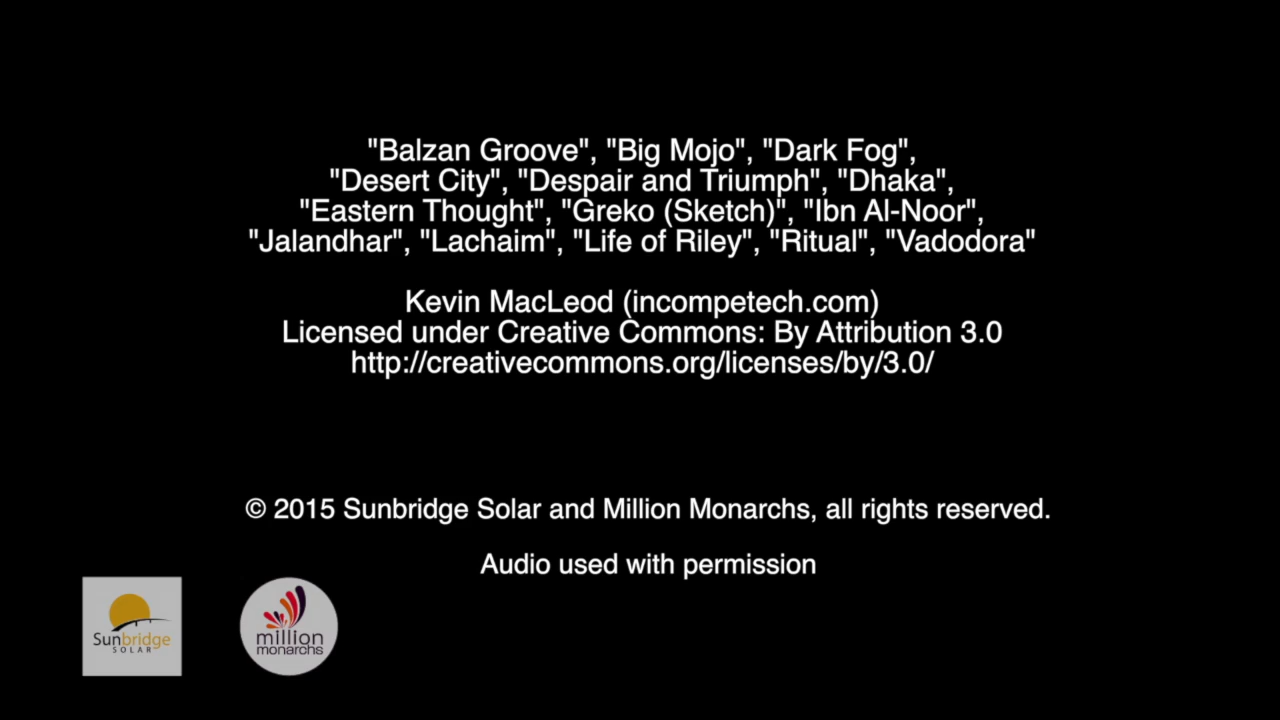 "Balzan Groove", "Big Mojo", "Dark Fog",
"Desert City", "Despair and Triumph", "Dhaka",
"Eastern Thought", "Greko (Sketch)", "Ibn Al-Noor",
"Jalandhar", "Lachaim", "Life of Riley", "Ritual", "Vadodora"
Kevin MacLeod (incompetech.com)
Licensed under Creative Commons: By Attribution 3.0
http://creativecommons.org/licenses/by/3.0/
© 2015 Sunbridge Solar and Million Monarchs, all rights reserved.
Audio used with permission
Sunbridge
SOLAR
million
monarchs